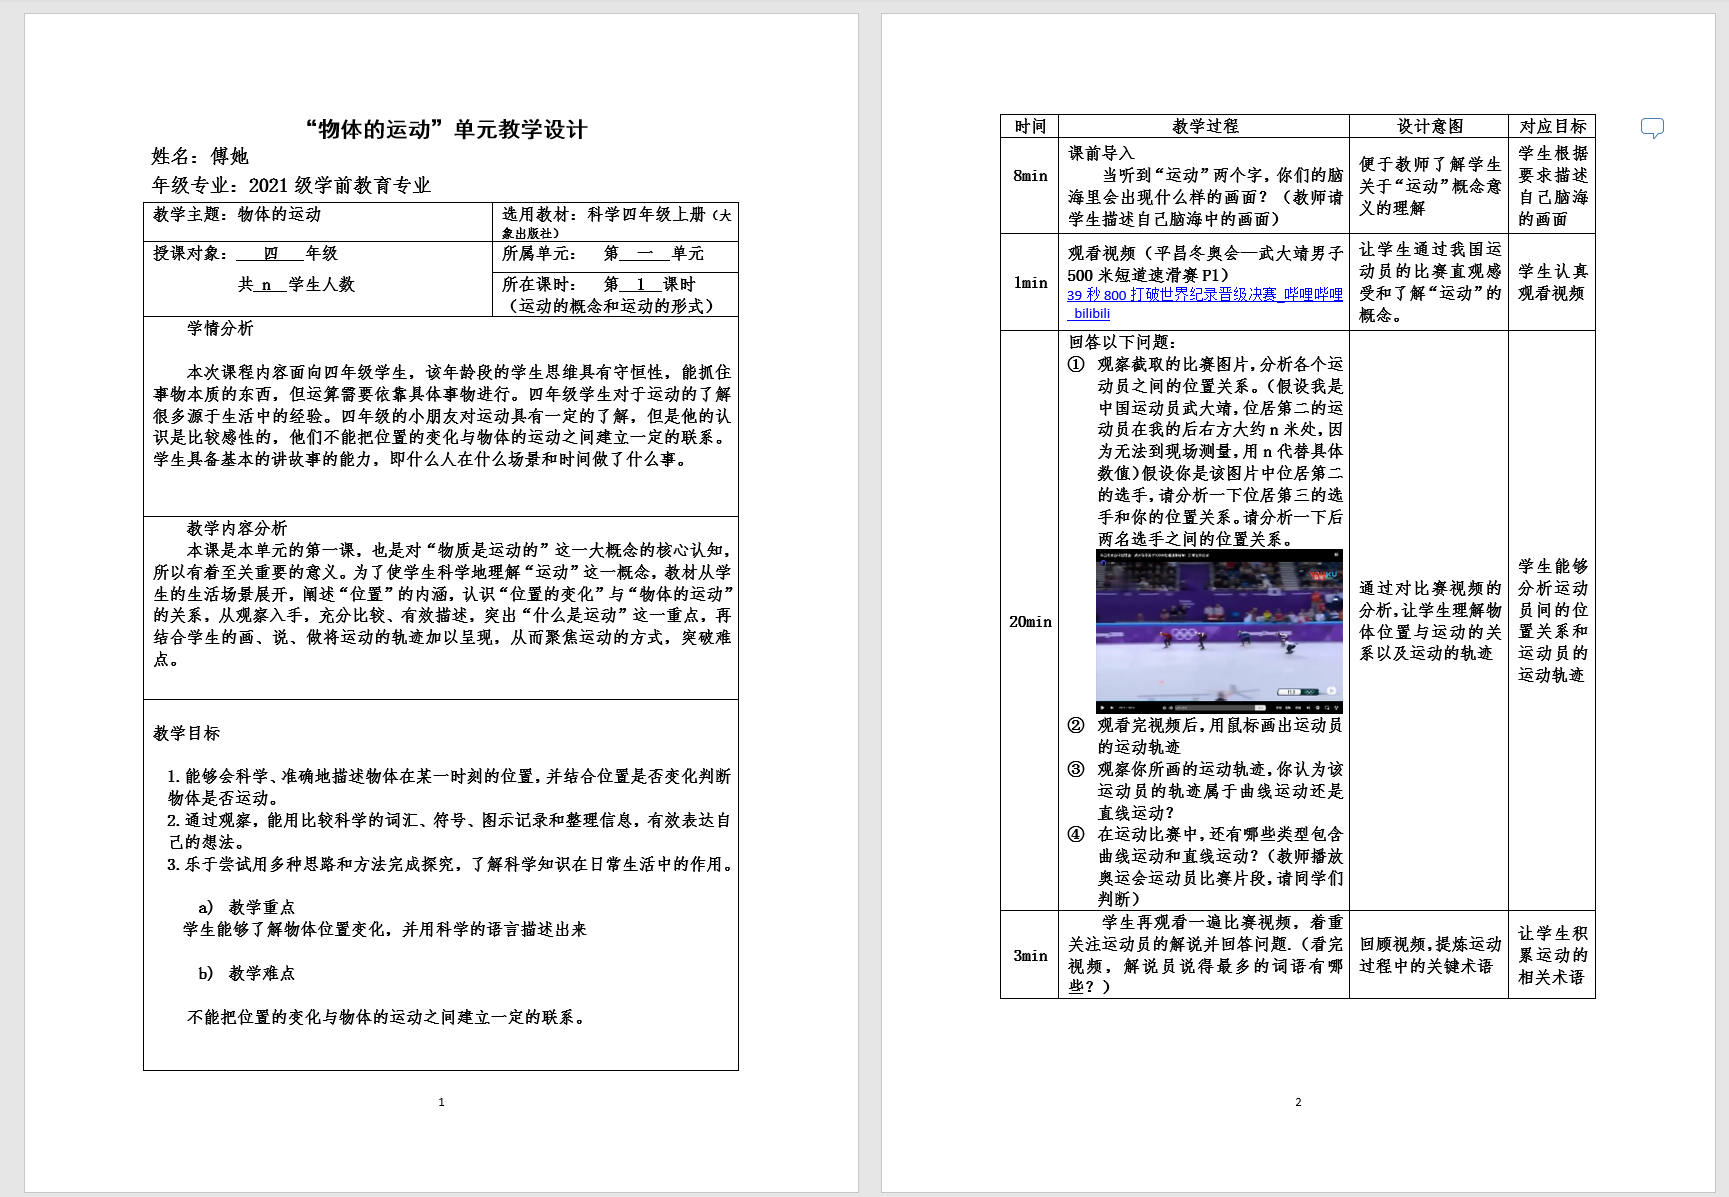 “物体的运动”单元教学设计
姓名：傅她
年级专业：2021 级学前教育专业
教学主题：物体的运动
选用教材：科学四年级上册（大
象出版社）
授课对象： 四 年级
共 n 学生人数
所属单元： 第 一 单元
所在课时： 第 1 课时
（运动的概念和运动的形式）
学情分析
本次课程内容面向四年级学生，该年龄段的学生思维具有守恒性，能抓住
事物本质的东西，但运算需要依靠具体事物进行。四年级学生对于运动的了解
很多源于生活中的经验。四年级的小朋友对运动具有一定的了解，但是他的认
识是比较感性的，他们不能把位置的变化与物体的运动之间建立一定的联系。
学生具备基本的讲故事的能力，即什么人在什么场景和时间做了什么事。
教学内容分析
本课是本单元的第一课，也是对“物质是运动的”这一大概念的核心认知，
所以有着至关重要的意义。为了使学生科学地理解“运动”这一概念，教材从学
生的生活场景展开，阐述“位置”的内涵，认识“位置的变化”与“物体的运动”
的关系，从观察入手，充分比较、有效描述，突出“什么是运动”这一重点，再
结合学生的画、说、做将运动的轨迹加以呈现，从而聚焦运动的方式，突破难
点。
教学目标
1. 能够会科学、准确地描述物体在某一时刻的位置，并结合位置是否变化判断
物体是否运动。
2. 通过观察，能用比较科学的词汇、符号、图示记录和整理信息，有效表达自
己的想法。
3. 乐于尝试用多种思路和方法完成探究，了解科学知识在日常生活中的作用。
a) 教学重点
学生能够了解物体位置变化，并用科学的语言描述出来
b) 教学难点
不能把位置的变化与物体的运动之间建立一定的联系。
1
时间 教学过程 设计意图 对应目标
8min
课前导入
当听到“运动”两个字，你们的脑
海里会出现什么样的画面？（教师请
学生描述自己脑海中的画面）
便于教师了解学生
关于“运动”概念意
义的理解
学生根据
要求描述
自己脑海
的画面
1min
观看视频（平昌冬奥会—武大靖男子
500 米短道速滑赛 P1）
39 秒 800 打破世界纪录晋级决赛_哔哩哔哩
_bilibili
让学生通过我国运
动员的比赛直观感
受和了解“运动”的
概念。
学生认真
观看视频
20min
回答以下问题：
① 观察截取的比赛图片，分析各个运
动员之间的位置关系。（假设我是
中国运动员武大靖，位居第二的运
动员在我的后右方大约 n 米处，因
为无法到现场测量，用 n 代替具体
数值）假设你是该图片中位居第二
的选手，请分析一下位居第三的选
手和你的位置关系。请分析一下后
两名选手之间的位置关系。
② 观看完视频后，用鼠标画出运动员
的运动轨迹
③ 观察你所画的运动轨迹，你认为该
运动员的轨迹属于曲线运动还是
直线运动？
④ 在运动比赛中，还有哪些类型包含
曲线运动和直线运动？（教师播放
奥运会运动员比赛片段，请同学们
判断）
通过对比赛视频的
分析，让学生理解物
体位置与运动的关
系以及运动的轨迹
学生能够
分析运动
员间的位
置关系和
运动员的
运动轨迹
3min
学生再观看一遍比赛视频，着重
关注运动员的解说并回答问题.（看完
视频，解说员说得最多的词语有哪
些？）
回顾视频，提炼运动
过程中的关键术语
让学生积
累运动的
相关术语
2